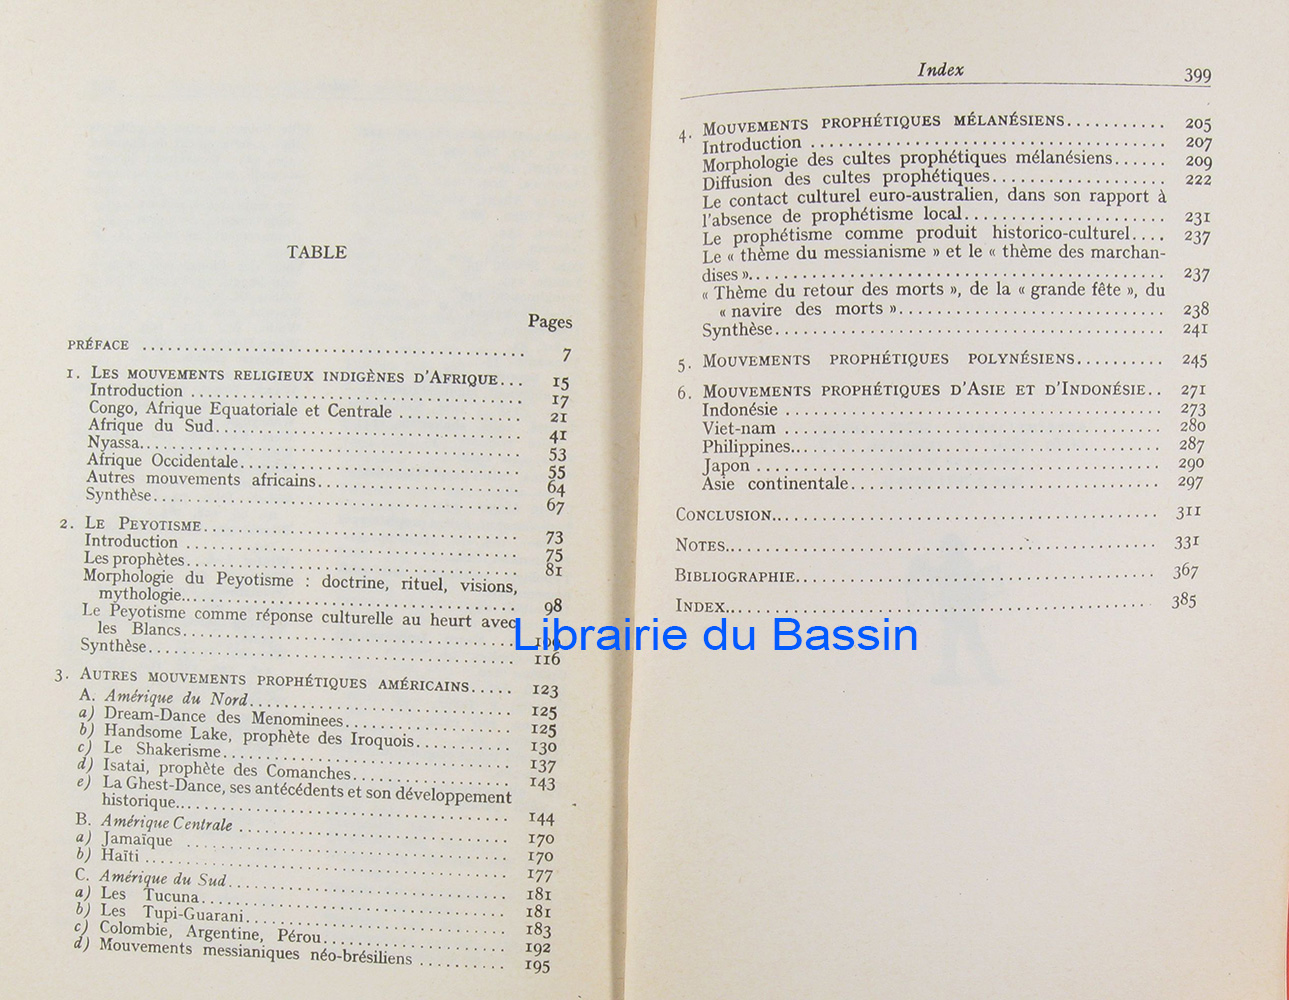 TABLE
Pages
PRÉFACE ........ 7
1. LES MOUVEMENTS RELIGIEUX INDIGÈNES D'AFRIQUE... 15
Introduction ........ 17
Congo, Afrique Equatoriale et Centrale ........ 21
Afrique du Sud........ 41
Nyassa........ 53
Afrique Occidentale........ 55
Autres mouvements africains........ 64
Synthèse........ 67
2. LE PEYOTISME........ 73
Introduction ........ 75
Les prophètes........ 81
Morphologie du Peyotisme : doctrine, rituel, visions,
mythologie........ 98
Le Peyotisme comme réponse culturelle au heurt avec
les Blancs........
Synthèse........ 116
3. AUTRES MOUVEMENTS PROPHÉTIQUES AMÉRICAINS..... 123
A. Amérique du Nord........ 125
a) Dream-Dance des Menominees........ 125
b) Handsome Lake, prophète des Iroquois........ 130
c) Le Shakerisme........ 137
d) Isatai, prophète des Comanches........ 143
e) La Ghest-Dance, ses antécédents et son développement
historique........ 144
B. Amérique Centrale ........ 170
a) Jamaïque ........ 170
b) Haïti ........ 177
C. Amérique du Sud........ 181
a) Les Tucuna........ 181
b) Les Tupi-Guarani........ 183
c) Colombie, Argentine, Pérou........ 192
d) Mouvements messianiques néo-brésiliens ........ 195
Index 399
4. MOUVEMENTS PROPHÉTIQUES MÉLANÉSIENS........ 205
Introduction ........ 207
Morphologie des cultes prophétiques mélanésiens...... 209
Diffusion des cultes prophétiques........ 222
Le contact culturel euro-australien, dans son rapport à
l'absence de prophétisme local........ 231
Le prophétisme comme produit historico-culturel.... 237
Le « thème du messianisme » et le « thème des marchan-
dises »........ 237
« Thème du retour des morts », de la « grande fête », du
« navire des morts »........ 238
Synthèse........ 241
5. MOUVEMENTS PROPHÉTIQUES POLYNÉSIENS........ 245
6. MOUVEMENTS PROPHÉTIQUES D'ASIE ET D'INDONÉSIE.. 271
Indonésie ........ 273
Viet-nam ........ 280
Philippines........ 287
Japon ........ 290
Asie continentale........ 297
CONCLUSION........ 311
NOTES........ 331
BIBLIOGRAPHIE........ 367
INDEX........ 385
Librairie du Bassin